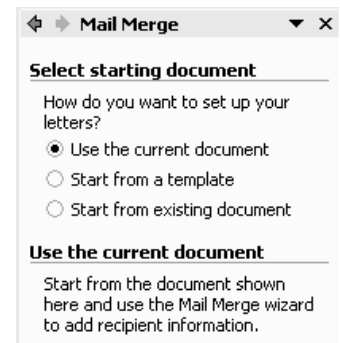 Mail Merge
Select starting document
How do you want to set up your
letters?
Use the current document
Start from a template
Start from existing document
Use the current document
Start from the document shown
here and use the Mail Merge wizard
to add recipient information.